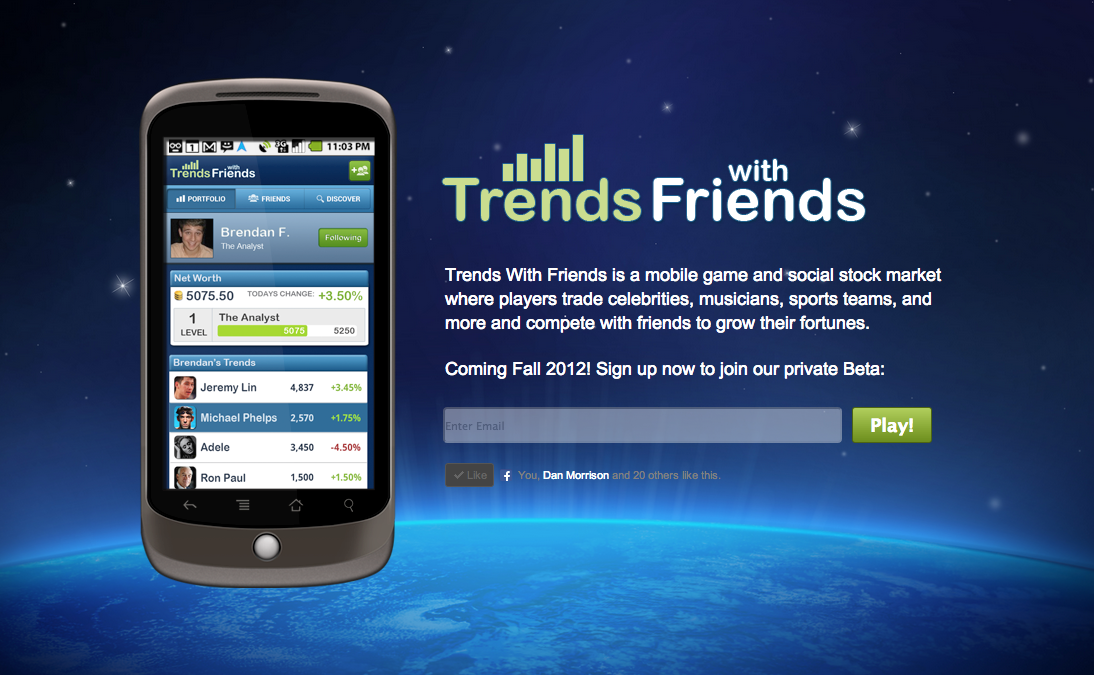 1 3G 11:03 PM
Trends with Friends
PORTFOLIO FRIENDS DISCOVER
Brendan F.
The Analyst
Following
Net Worth
5075.50 TODAYS CHANGE: +3.50%
1 LEVEL
The Analyst
5075 5250
Brendan's Trends
Jeremy Lin 4,837 +3.45%
Michael Phelps 2,570 +1.75%
Adele 3,450 -4.50%
Ron Paul 1,500 +1.50%
Trends with Friends
Trends With Friends is a mobile game and social stock market
where players trade celebrities, musicians, sports teams, and
more and compete with friends to grow their fortunes.
Coming Fall 2012! Sign up now to join our private Beta:
Enter Email Play!
Like f You, Dan Morrison and 20 others like this.